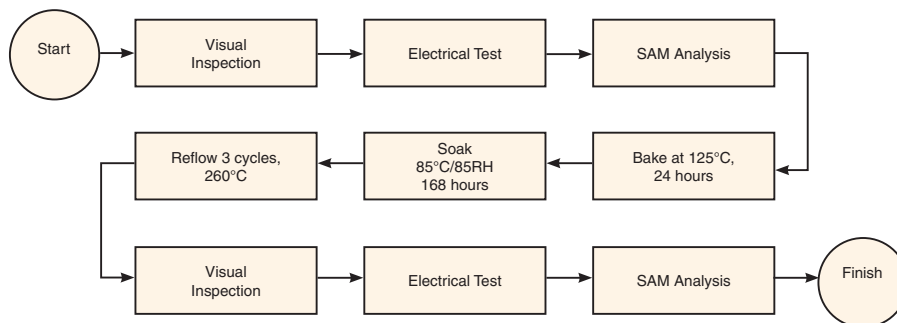 Start
Visual
Inspection
Electrical Test
SAM Analysis
Reflow 3 cycles,
260°C
Soak
85°C/85RH
168 hours
Bake at 125°C,
24 hours
Visual
Inspection
Electrical Test
SAM Analysis
Finish